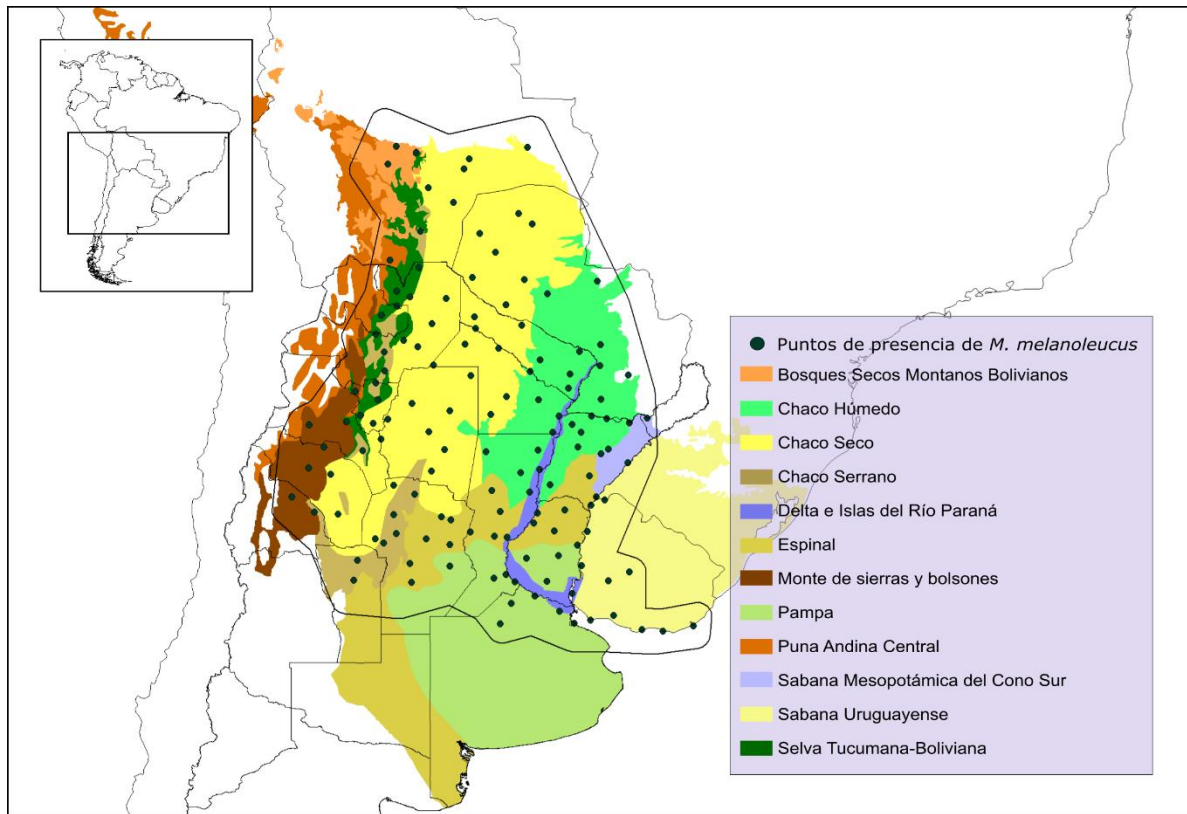 Puntos de presencia de M. melanoleucus
Bosques Secos Montanos Bolivianos
Chaco Húmedo
Chaco Seco
Chaco Serrano
Delta e Islas del Río Paraná
Espinal
Monte de sierras y bolsones
Pampa
Puna Andina Central
Sabana Mesopotámica del Cono Sur
Sabana Uruguayense
Selva Tucumana-Boliviana